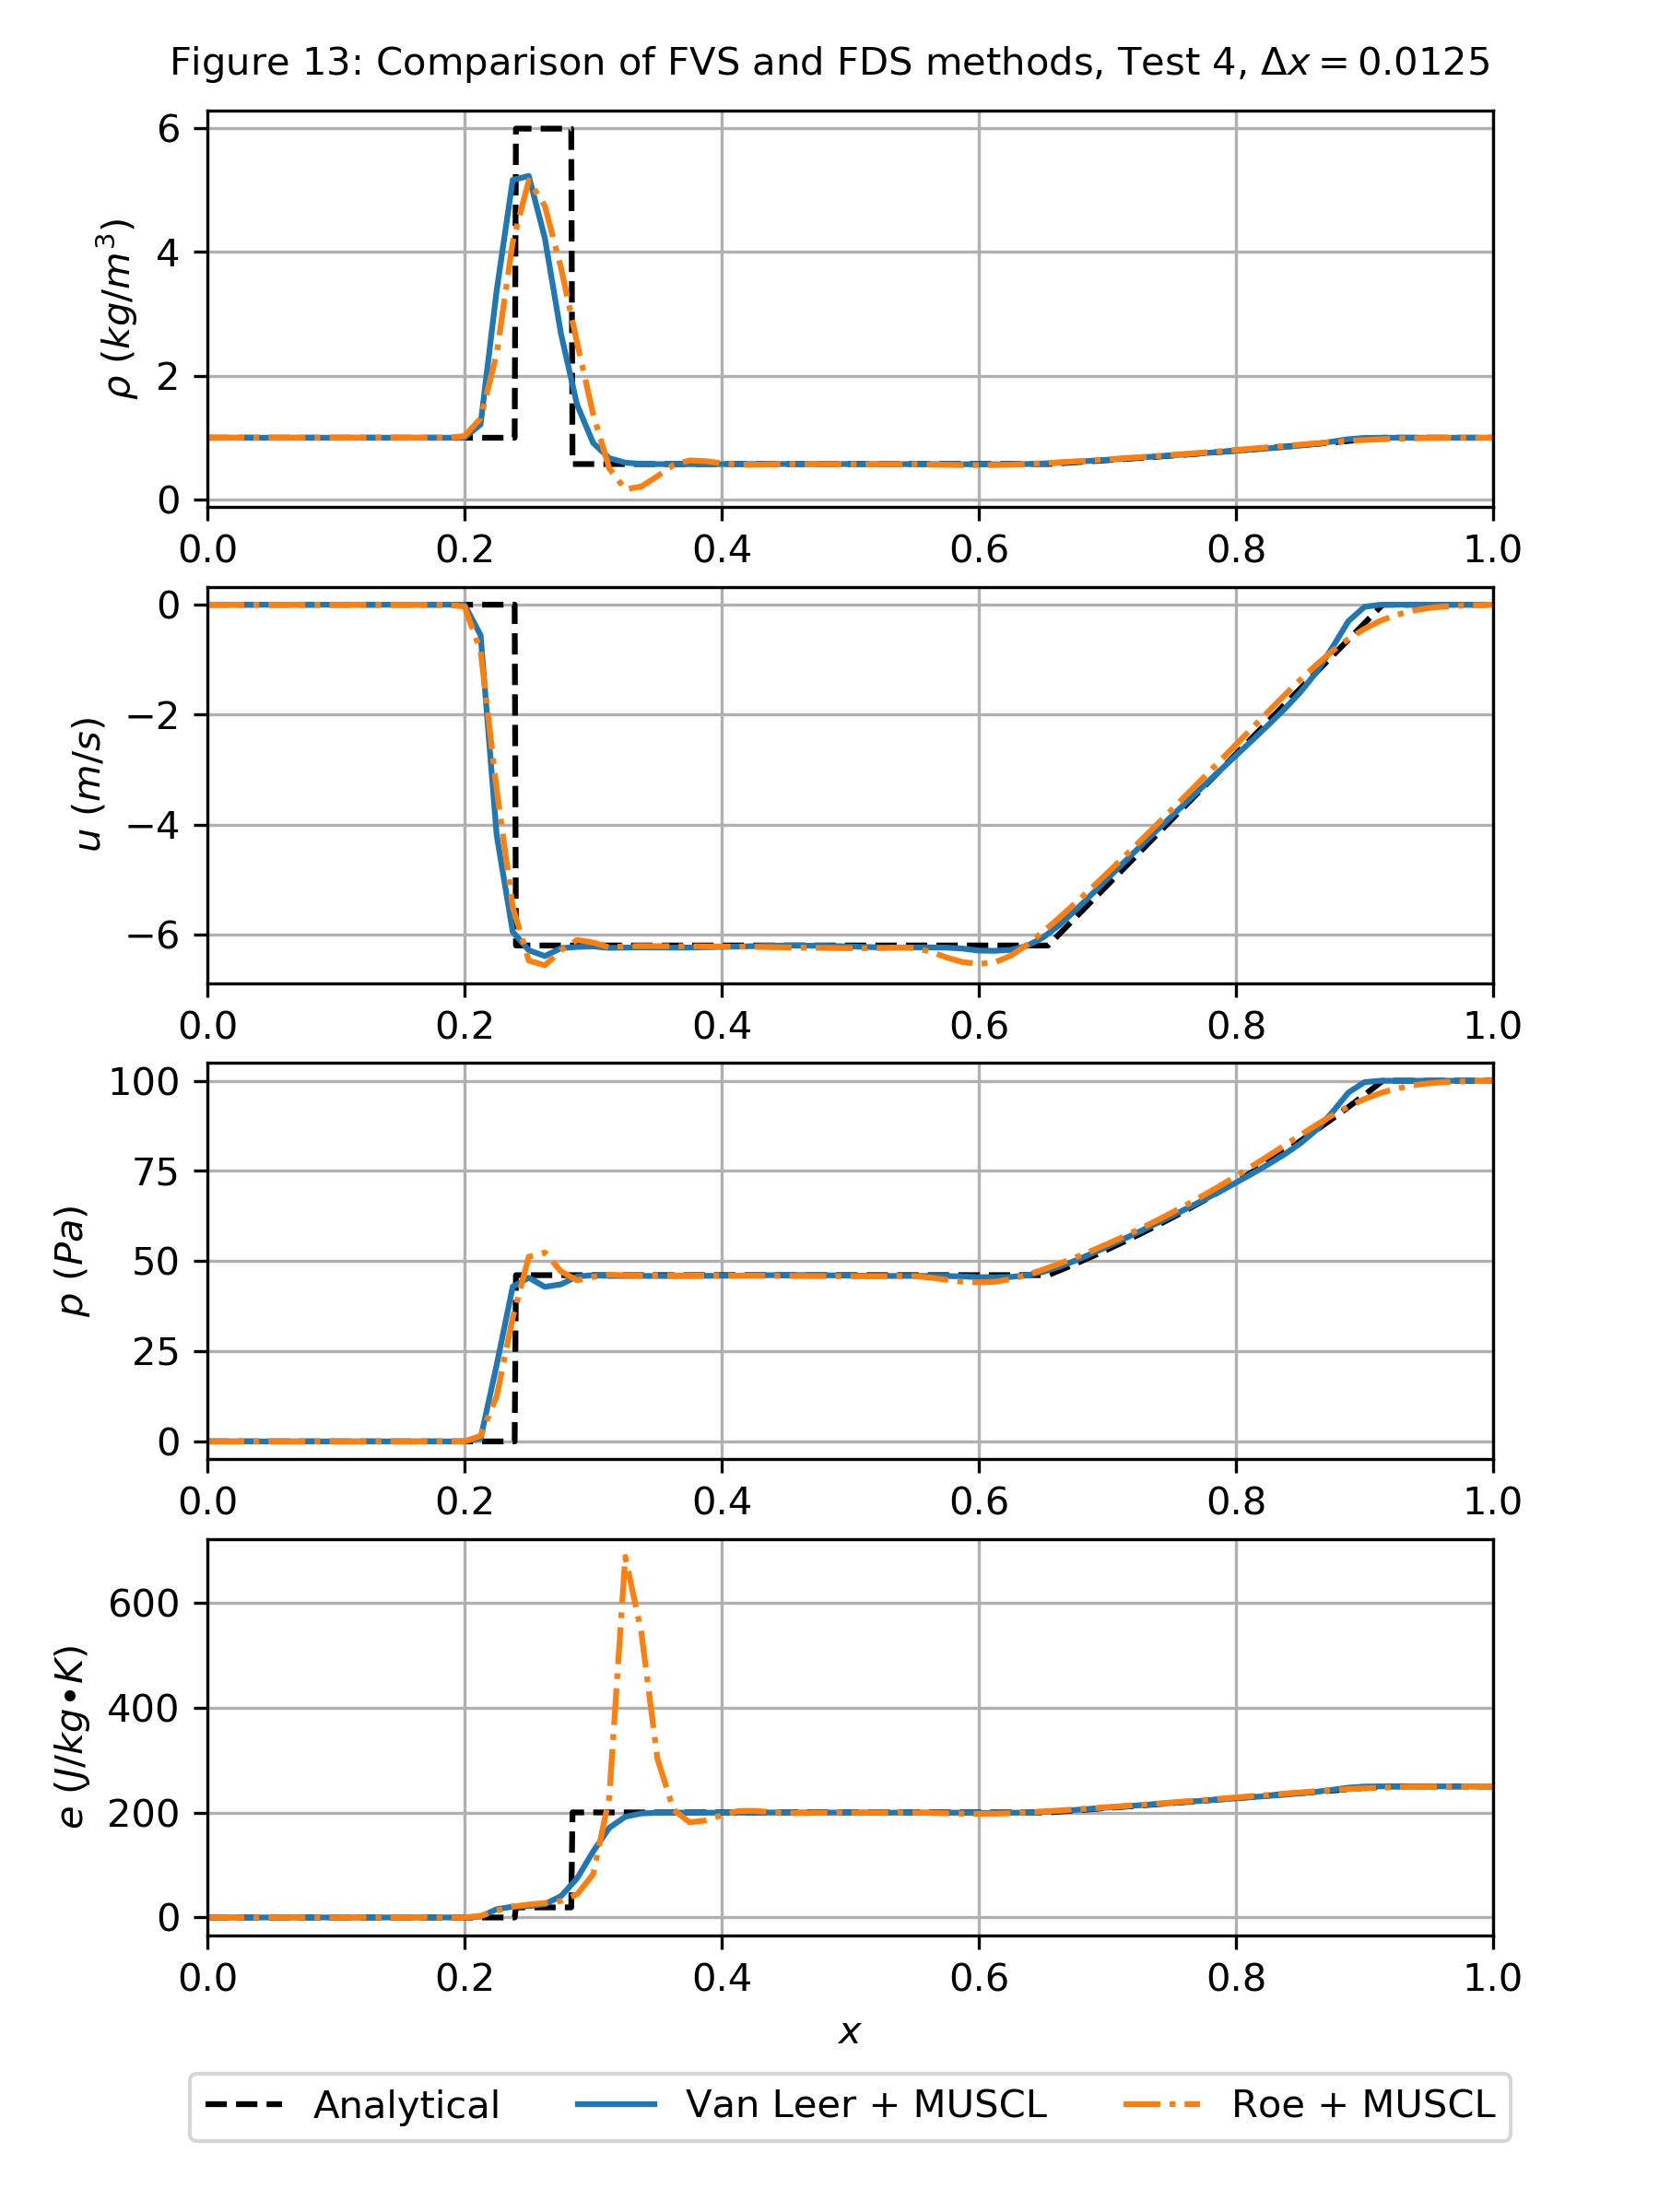 Figure 13: Comparison of FVS and FDS methods, Test 4, Δx = 0.0125
ρ (kg/m³)
6
4
2
0
0.0 0.2 0.4 0.6 0.8 1.0
u (m/s)
0
−2
−4
−6
0.0 0.2 0.4 0.6 0.8 1.0
p (Pa)
100
75
50
25
0
0.0 0.2 0.4 0.6 0.8 1.0
e (J/kg•K)
600
400
200
0
0.0 0.2 0.4 0.6 0.8 1.0
x
Analytical Van Leer + MUSCL Roe + MUSCL